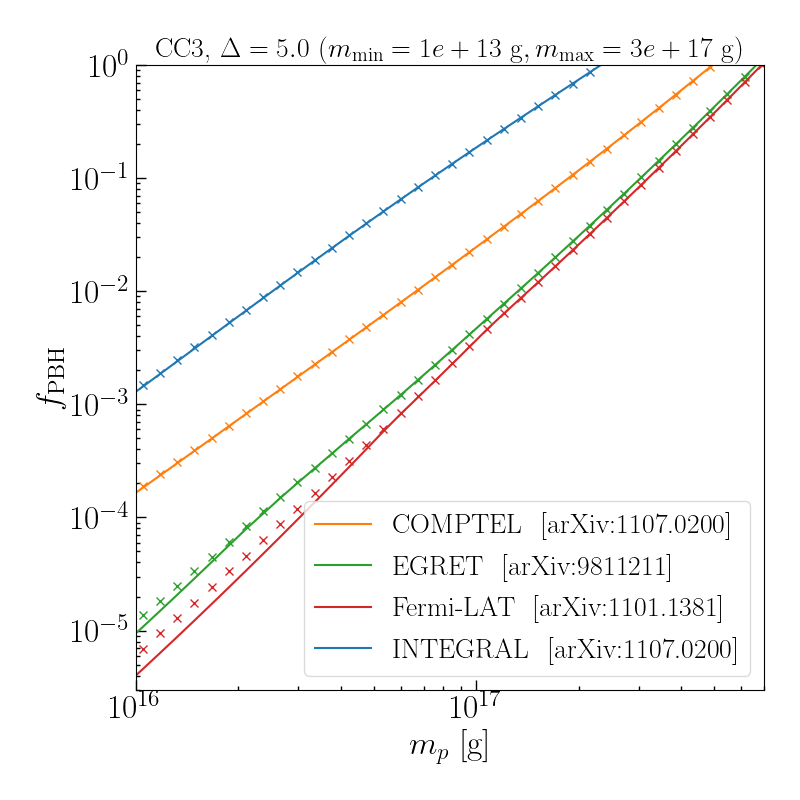 CC3, Δ = 5.0 (m_min = 1e + 13 g, m_max = 3e + 17 g)
10^0
10^-1
10^-2
10^-3
10^-4
10^-5
f_PBH
COMPTEL [arXiv:1107.0200]
EGRET [arXiv:9811211]
Fermi-LAT [arXiv:1101.1381]
INTEGRAL [arXiv:1107.0200]
10^16 10^17
m_p [g]